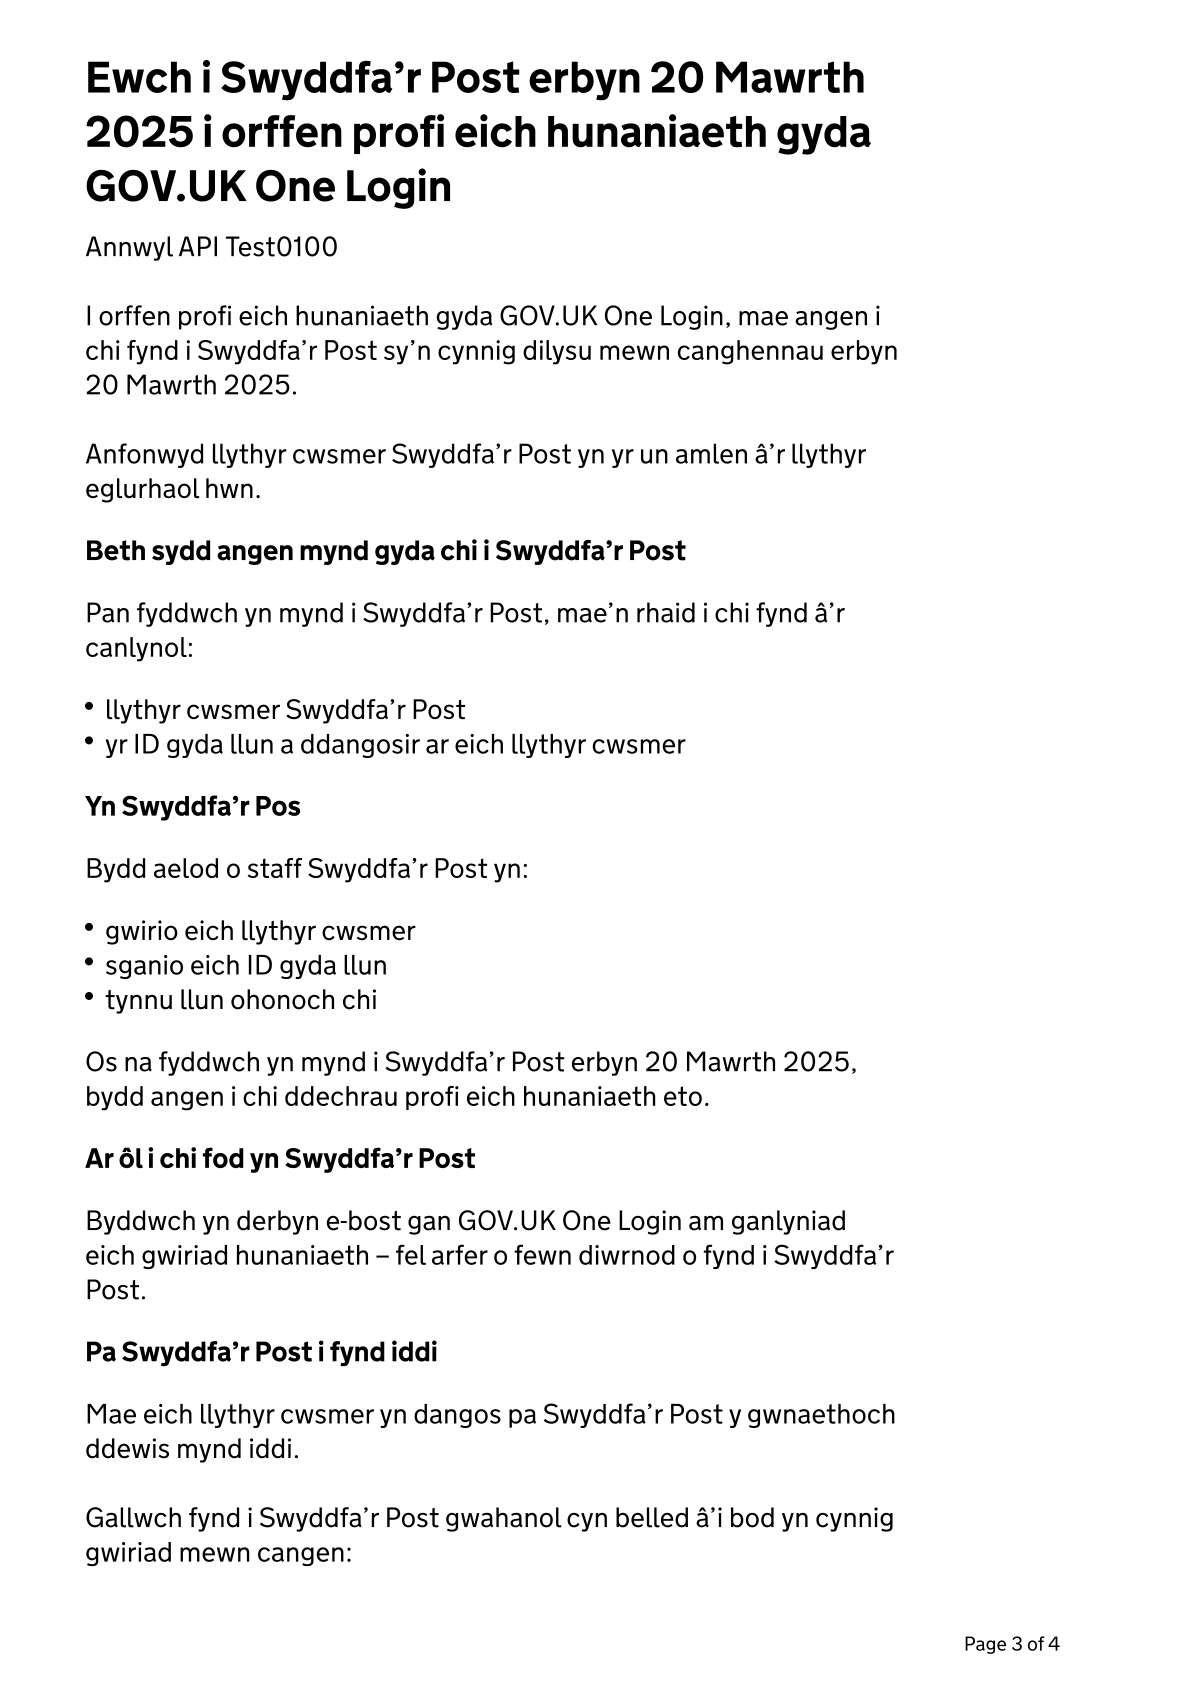 Ewch i Swyddfa’r Post erbyn 20 Mawrth
2025 i orffen profi eich hunaniaeth gyda
GOV.UK One Login
Annwyl API Test0100
I orffen profi eich hunaniaeth gyda GOV.UK One Login, mae angen i
chi fynd i Swyddfa’r Post sy’n cynnig dilysu mewn canghennau erbyn
20 Mawrth 2025.
Anfonwyd llythyr cwsmer Swyddfa’r Post yn yr un amlen â’r llythyr
eglurhaol hwn.
Beth sydd angen mynd gyda chi i Swyddfa’r Post
Pan fyddwch yn mynd i Swyddfa’r Post, mae’n rhaid i chi fynd â’r
canlynol:
• llythyr cwsmer Swyddfa’r Post
• yr ID gyda llun a ddangosir ar eich llythyr cwsmer
Yn Swyddfa’r Pos
Bydd aelod o staff Swyddfa’r Post yn:
• gwirio eich llythyr cwsmer
• sganio eich ID gyda llun
• tynnu llun ohonoch chi
Os na fyddwch yn mynd i Swyddfa’r Post erbyn 20 Mawrth 2025,
bydd angen i chi ddechrau profi eich hunaniaeth eto.
Ar ôl i chi fod yn Swyddfa’r Post
Byddwch yn derbyn e-bost gan GOV.UK One Login am ganlyniad
eich gwiriad hunaniaeth – fel arfer o fewn diwrnod o fynd i Swyddfa’r
Post.
Pa Swyddfa’r Post i fynd iddi
Mae eich llythyr cwsmer yn dangos pa Swyddfa’r Post y gwnaethoch
ddewis mynd iddi.
Gallwch fynd i Swyddfa’r Post gwahanol cyn belled â’i bod yn cynnig
gwiriad mewn cangen:
Page 3 of 4